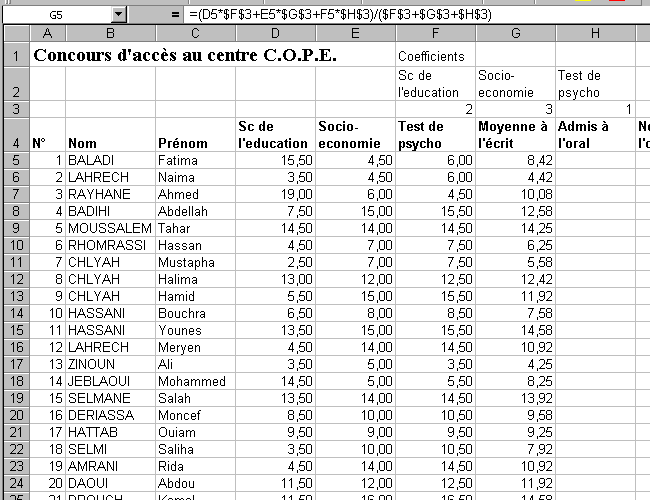 G5 = =(D5*$F$3+E5*$G$3+F5*$H$3)/($F$3+$G$3+$H$3)
A B C D E F G H
1 Concours d'accès au centre C.O.P.E. Coefficients
2 Sc de l'education Socio-economie Test de psycho
3 2 3 1
4 N° Nom Prénom Sc de l'education Socio-economie Test de psycho Moyenne à l'écrit Admis à l'oral
5 1 BALADI Fatima 15,50 4,50 6,00 8,42
6 2 LAHRECH Naima 3,50 4,50 6,00 4,42
7 3 RAYHANE Ahmed 19,00 6,00 4,50 10,08
8 4 BADIHI Abdellah 7,50 15,00 15,50 12,58
9 5 MOUSSALEM Tahar 14,50 14,00 14,50 14,25
10 6 RHOMRASSI Hassan 4,50 7,00 7,50 6,25
11 7 CHLYAH Mustapha 2,50 7,00 7,50 5,58
12 8 CHLYAH Halima 13,00 12,00 12,50 12,42
13 9 CHLYAH Hamid 5,50 15,00 15,50 11,92
14 10 HASSANI Bouchra 6,50 8,00 8,50 7,58
15 11 HASSANI Younes 13,50 15,00 15,50 14,58
16 12 LAHRECH Meryen 4,50 14,00 14,50 10,92
17 13 ZINOUN Ali 3,50 5,00 3,50 4,25
18 14 JEBLAOUI Mohammed 14,50 5,00 5,50 8,25
19 15 SELMANE Salah 13,50 14,00 14,50 13,92
20 16 DERIASSA Moncef 8,50 10,00 10,50 9,58
21 17 HATTAB Ouiam 9,50 9,00 9,50 9,25
22 18 SELMI Saliha 3,50 10,00 10,50 7,92
23 19 AMRANI Rida 4,50 14,00 14,50 10,92
24 20 DAOUI Abdou 11,50 12,00 12,50 11,92